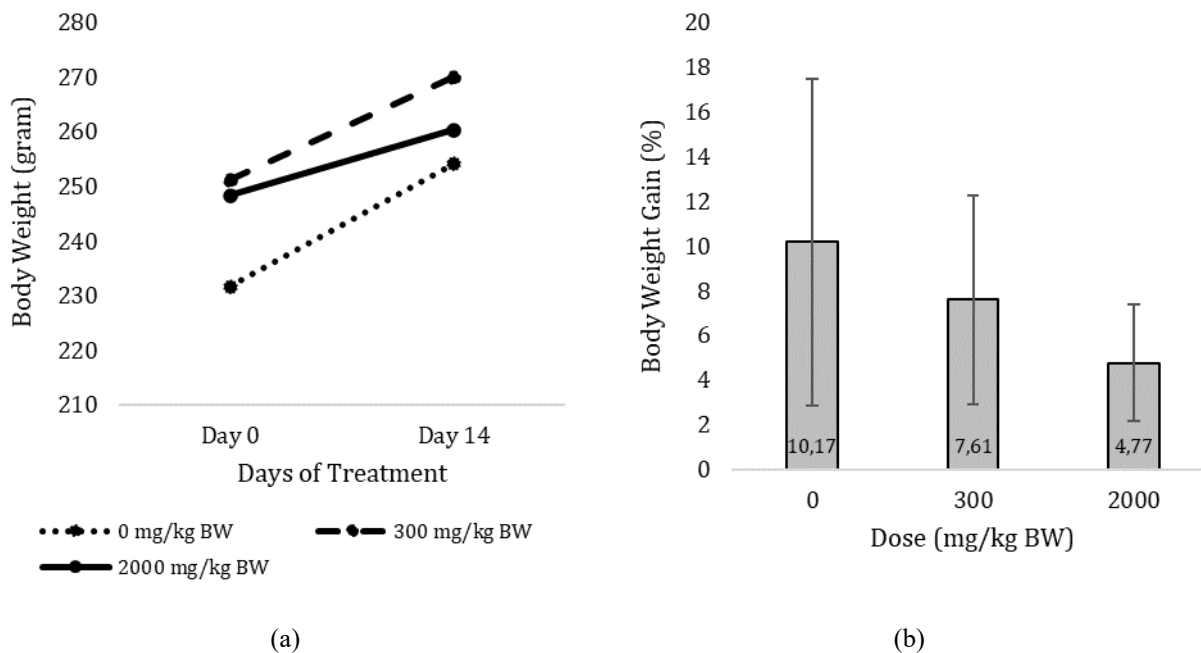 280
270
260
250
240
230
220
210
Body Weight (gram)
Day 0 Day 14
Days of Treatment
0 mg/kg BW 300 mg/kg BW
2000 mg/kg BW
(a)
20
18
16
14
12
10
8
6
4
2
0
Body Weight Gain (%)
10,17 7,61 4,77
0 300 2000
Dose (mg/kg BW)
(b)